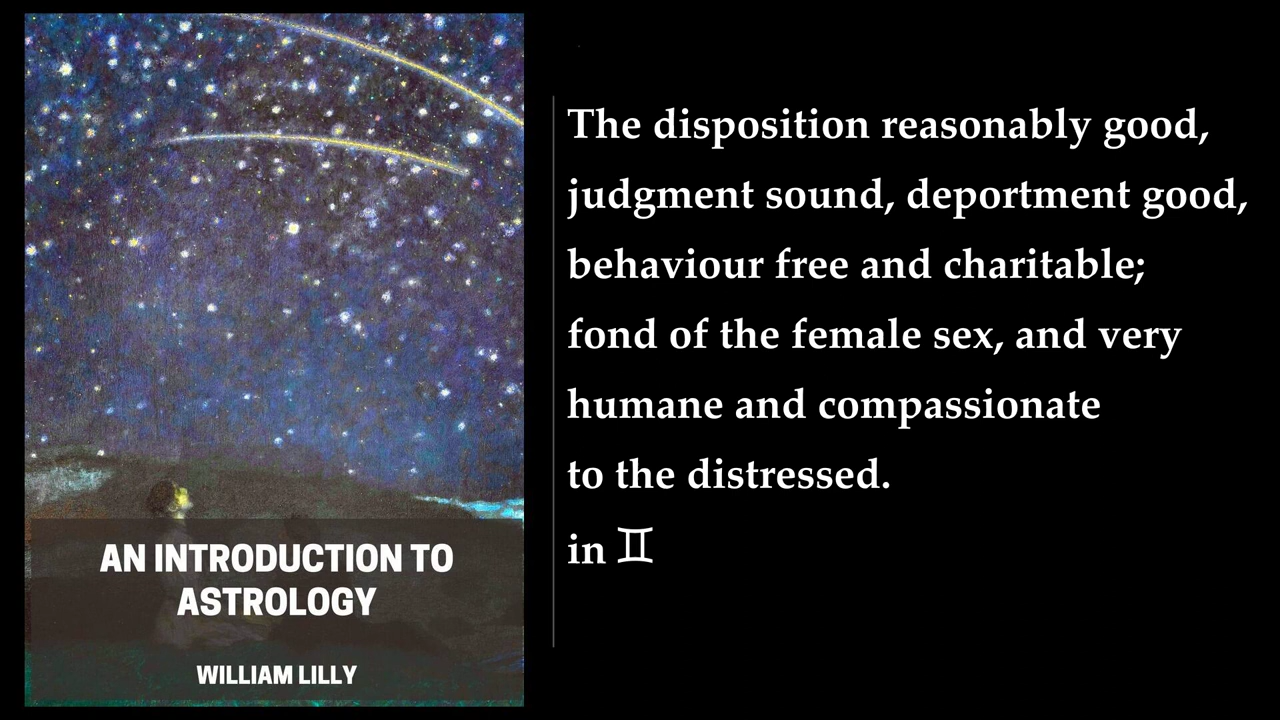 AN INTRODUCTION TO
ASTROLOGY
WILLIAM LILLY
The disposition reasonably good,
judgment sound, deportment good,
behaviour free and charitable;
fond of the female sex, and very
humane and compassionate
to the distressed.
in ♊